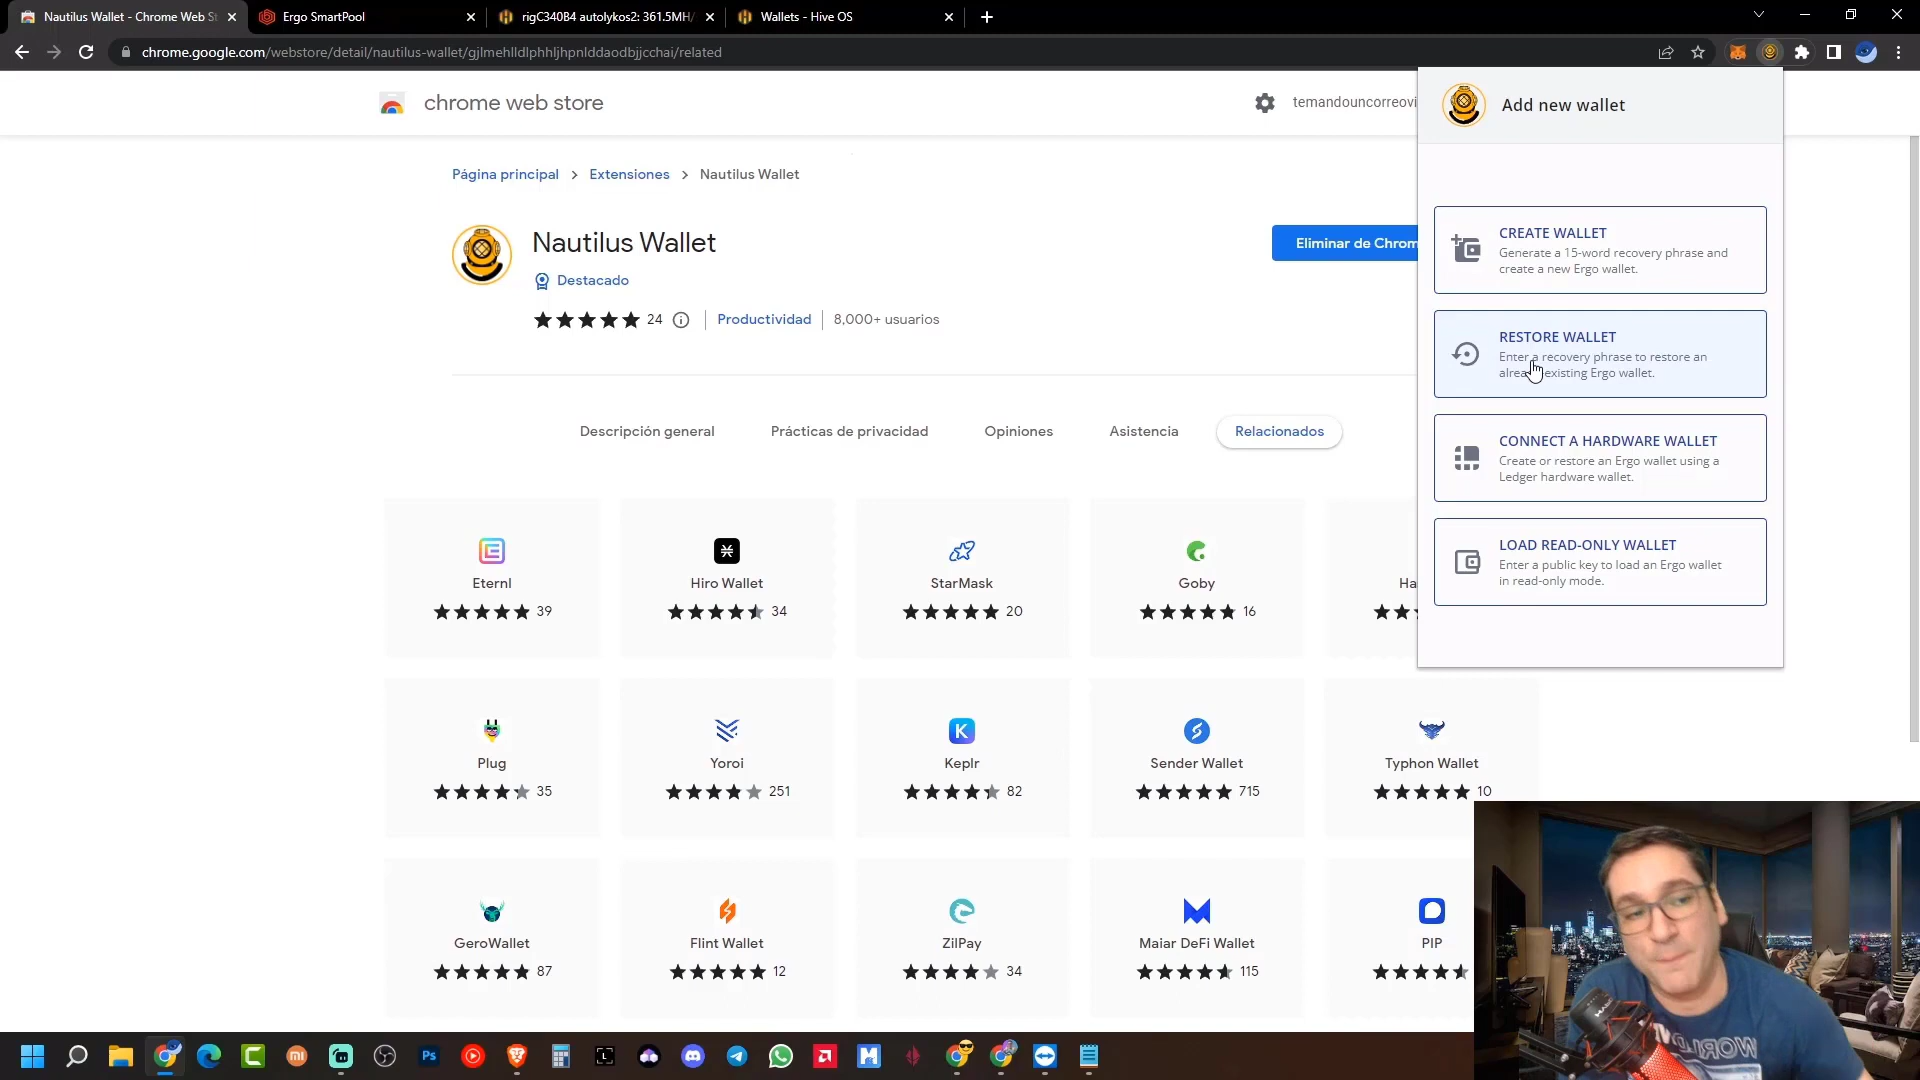 Nautilus Wallet - Chrome Web St
Ergo SmartPool
rigC340B4 autolykos2: 361.5MH/
Wallets - Hive OS
chrome.google.com/webstore/detail/nautilus-wallet/gjlmehlldlphhljhpnlddaodbjjcchai/related
chrome web store
temandouncorreovi
Add new wallet
Página principal
Extensiones
Nautilus Wallet
Nautilus Wallet
Destacado
24
Productividad
8,000+ usuarios
Eliminar de Chrom
CREATE WALLET
Generate a 15-word recovery phrase and
create a new Ergo wallet.
RESTORE WALLET
Enter a recovery phrase to restore an
existing Ergo wallet.
CONNECT A HARDWARE WALLET
Create or restore an Ergo wallet using a
Ledger hardware wallet.
LOAD READ-ONLY WALLET
Enter a public key to load an Ergo wallet
in read-only mode.
Descripción general
Prácticas de privacidad
Opiniones
Asistencia
Relacionados
Eternl
39
Hiro Wallet
34
StarMask
20
Goby
16
Ha
Plug
35
Yoroi
251
Keplr
82
Sender Wallet
715
Typhon Wallet
10
GeroWallet
87
Flint Wallet
12
ZilPay
34
Maiar DeFi Wallet
115
PIP